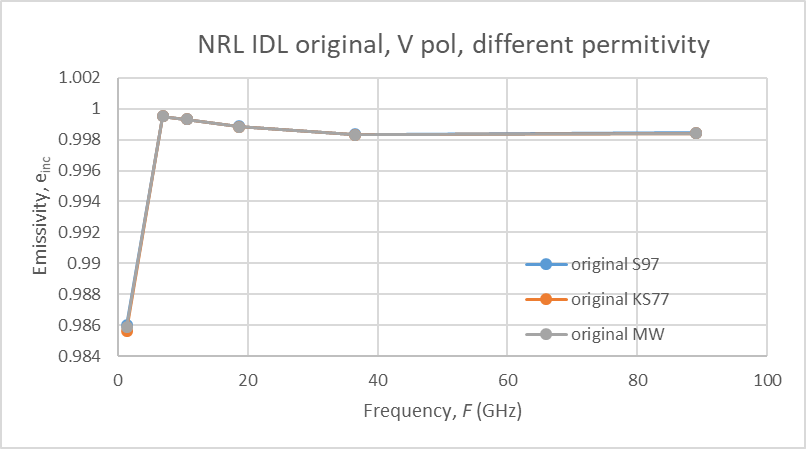 NRL IDL original, V pol, different permitivity
1.002
1
0.998
0.996
0.994
0.992
0.99
0.988
0.986
0.984
Emissivity, einc
original S97
original KS77
original MW
0 20 40 60 80 100
Frequency, F (GHz)